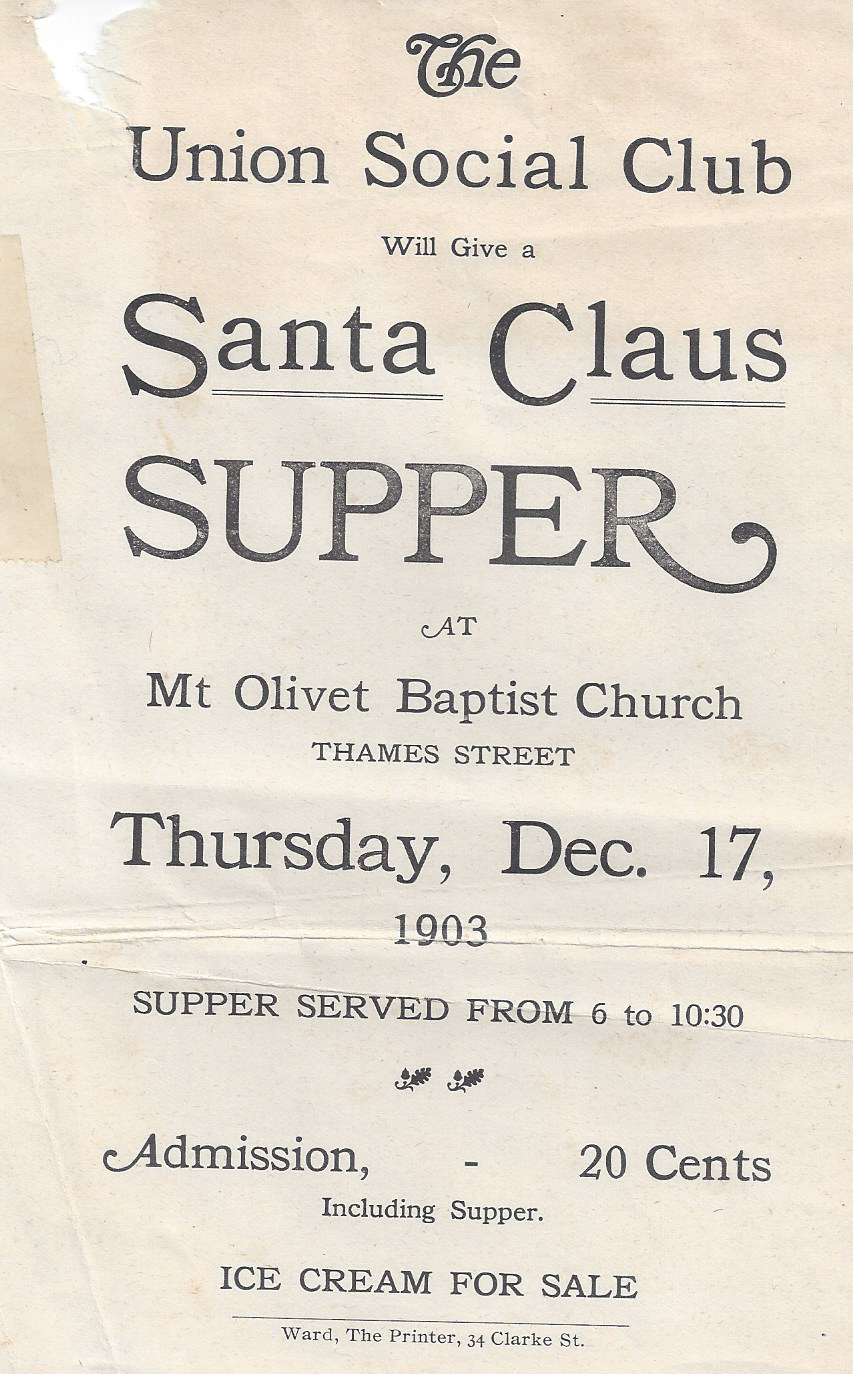 The
Union Social Club
Will Give a
Santa Claus
SUPPER
AT
Mt Olivet Baptist Church
THAMES STREET
Thursday, Dec. 17,
1903
SUPPER SERVED FROM 6 to 10:30
Admission, - 20 Cents
Including Supper.
ICE CREAM FOR SALE
Ward, The Printer, 34 Clarke St.